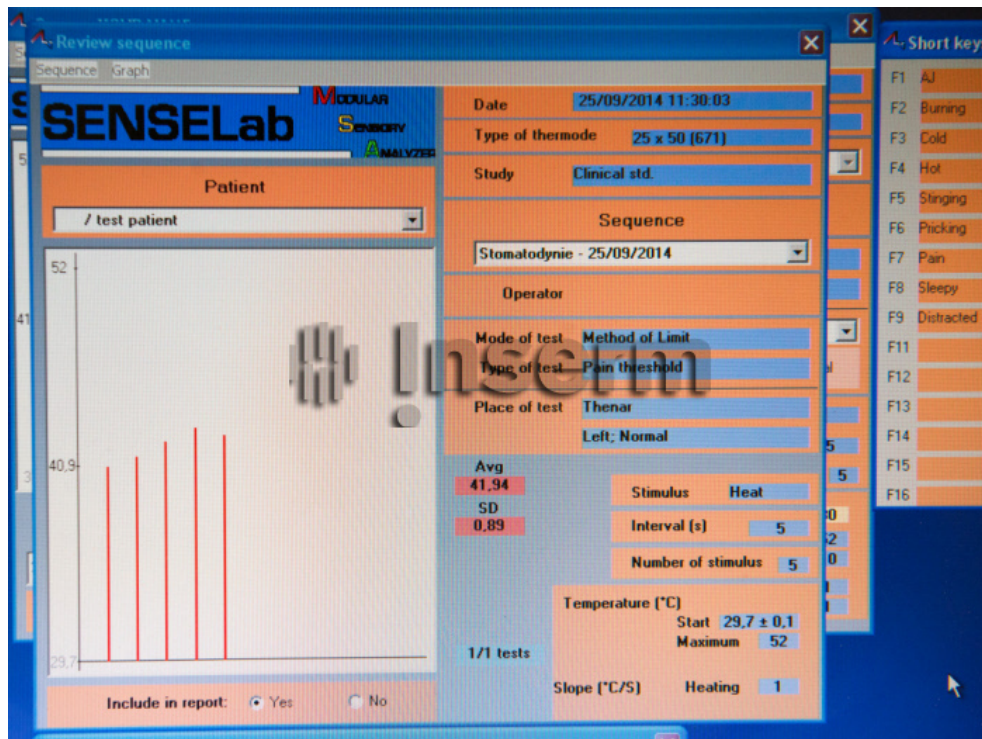 Review sequence
Sequence Graph
SENSELab
MODULAR
SENSORY
ANALYZER
Patient
/ test patient
52
40,9
29,7
Include in report: Yes No
Date 25/09/2014 11:30:03
Type of thermode 25 x 50 (671)
Study Clinical std.
Sequence
Stomatodynie - 25/09/2014
Operator
Mode of test Method of Limit
Type of test Pain threshold
Place of test Thenar
Left; Normal
Avg
41,94
SD
0,89
Stimulus Heat
Interval (s) 5
Number of stimulus 5
Temperature (°C)
Start 29,7 ± 0,1
Maximum 52
1/1 tests
Slope (°C/S) Heating 1
Inserm
Short key
F1 AJ
F2 Burning
F3 Cold
F4 Hot
F5 Stinging
F6 Pricking
F7 Pain
F8 Sleepy
F9 Distracted
F11
F12
F13
F14
F15
F16